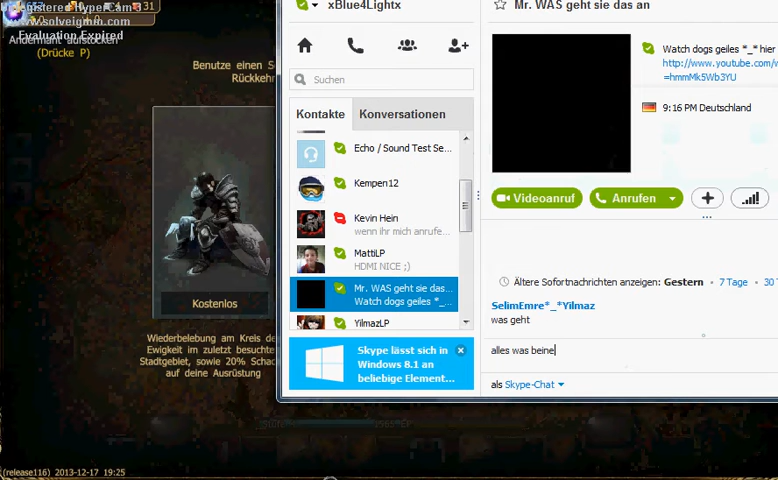 Unregistered HyperCam
www.solveigmm.com
Evaluation Expired
31
Andermant aufstocken
(Drücke P)
Benutze einen
Rückkehr
Kostenlos
Wiederbelebung am Kreis de
Ewigkeit im zuletzt besuchte
Stadtgebiet, sowie 20% Schac
auf deine Ausrüstung
(release116) 2013-12-17 19:25
xBlue4Lightx
Suchen
Kontakte
Konversationen
Echo / Sound Test Se...
Kempen12
Kevin Hein
wenn ihr mich anrufe...
MattiLP
HDMI NICE ;)
Mr. WAS geht sie das...
Watch dogs geiles *_...
YilmazLP
Skype lässt sich in
Windows 8.1 an
beliebige Element...
Mr. WAS geht sie das an
Watch dogs geiles *_* hier
http://www.youtube.com/w
=hmmMk5Wb3YU
9:16 PM Deutschland
Videoanruf
Anrufen
Ältere Sofortnachrichten anzeigen: Gestern • 7 Tage • 30
SelimEmre*_*Yilmaz
was geht
alles was beine
als Skype-Chat